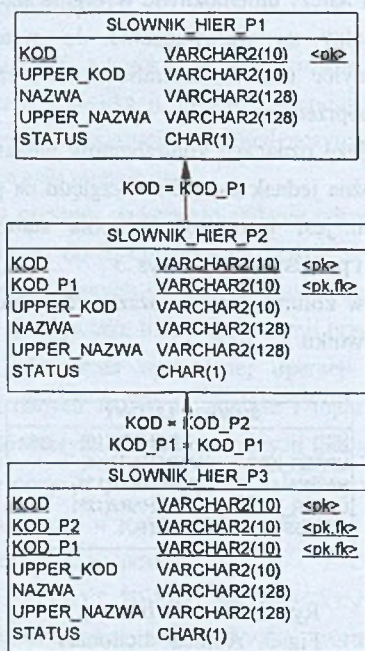 SLOWNIK_HIER_P1
KOD VARCHAR2(10) <pk>
UPPER_KOD VARCHAR2(10)
NAZWA VARCHAR2(128)
UPPER_NAZWA VARCHAR2(128)
STATUS CHAR(1)
KOD = KOD_P1
SLOWNIK_HIER_P2
KOD VARCHAR2(10) <pk>
KOD_P1 VARCHAR2(10) <pk,fk>
UPPER_KOD VARCHAR2(10)
NAZWA VARCHAR2(128)
UPPER_NAZWA VARCHAR2(128)
STATUS CHAR(1)
KOD = KOD_P2
KOD_P1 = KOD_P1
SLOWNIK_HIER_P3
KOD VARCHAR2(10) <pk>
KOD_P2 VARCHAR2(10) <pk,fk>
KOD_P1 VARCHAR2(10) <pk,fk>
UPPER_KOD VARCHAR2(10)
NAZWA VARCHAR2(128)
UPPER_NAZWA VARCHAR2(128)
STATUS CHAR(1)